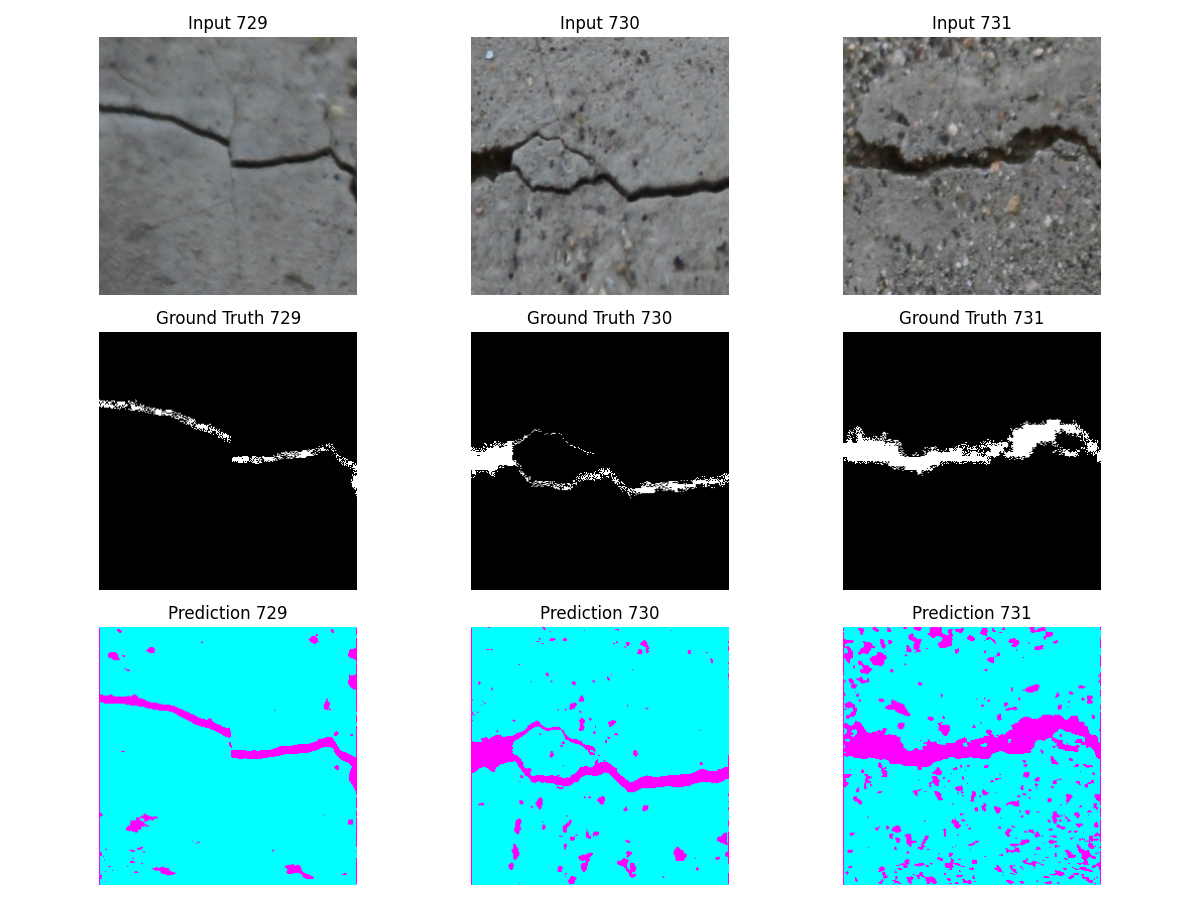 Input 729
Input 730
Input 731
Ground Truth 729
Ground Truth 730
Ground Truth 731
Prediction 729
Prediction 730
Prediction 731